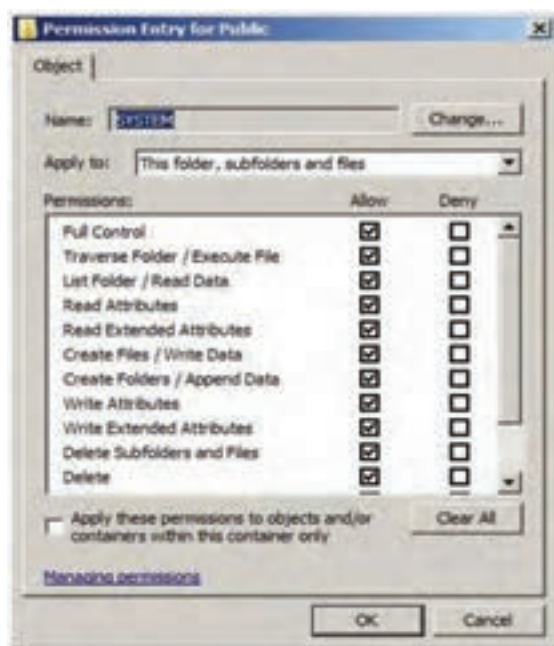 Permission Entry for Public
Object
Name: SYSTEM Change...
Apply to: This folder, subfolders and files
Permissions: Allow Deny
Full Control
Traverse Folder / Execute File
List Folder / Read Data
Read Attributes
Read Extended Attributes
Create Files / Write Data
Create Folders / Append Data
Write Attributes
Write Extended Attributes
Delete Subfolders and Files
Delete
Apply these permissions to objects and/or
containers within this container only
Clear All
Managing permissions
OK Cancel